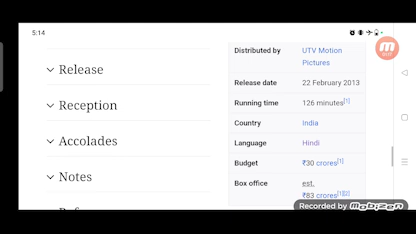 5:14
Release
Reception
Accolades
Notes
Distributed by UTV Motion
Pictures
Release date 22 February 2013
Running time 126 minutes[1]
Country India
Language Hindi
Budget ₹30 crores[1]
Box office est.
₹83 crores[1][2]
Recorded by MOBIZEN